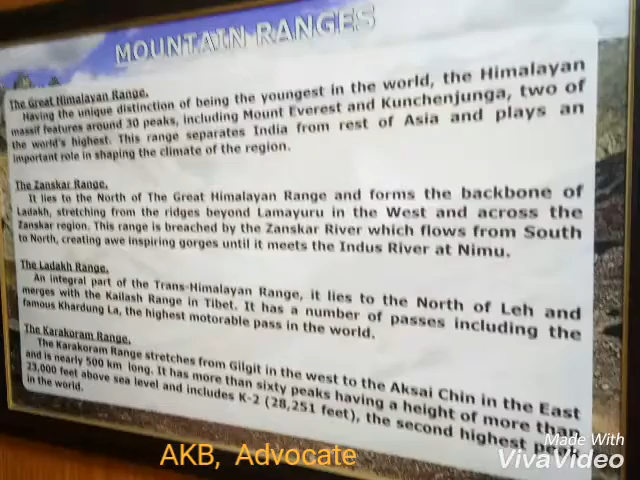 MOUNTAIN RANGES
The Great Himalayan Range.
Having the unique distinction of being the youngest in the world, the Himalayan
massif features around 30 peaks, including Mount Everest and Kunchenjunga, two of
the world's highest. This range separates India from rest of Asia and plays an
important role in shaping the climate of the region.
The Zanskar Range.
It lies to the North of The Great Himalayan Range and forms the backbone of
Ladakh, stretching from the ridges beyond Lamayuru in the West and across the
Zanskar region. This range is breached by the Zanskar River which flows from South
to North, creating awe inspiring gorges until it meets the Indus River at Nimu.
The Ladakh Range.
An integral part of the Trans-Himalayan Range, it lies to the North of Leh and
merges with the Kailash Range in Tibet. It has a number of passes including the
famous Khardung La, the highest motorable pass in the world.
The Karakoram Range.
The Karakoram Range stretches from Gilgit in the west to the Aksai Chin in the East
and is nearly 500 km long. It has more than sixty peaks having a height of more than
23,000 feet above sea level and includes K-2 (28,251 feet), the second highest peak
in the world.
AKB, Advocate
Made With
VivaVideo